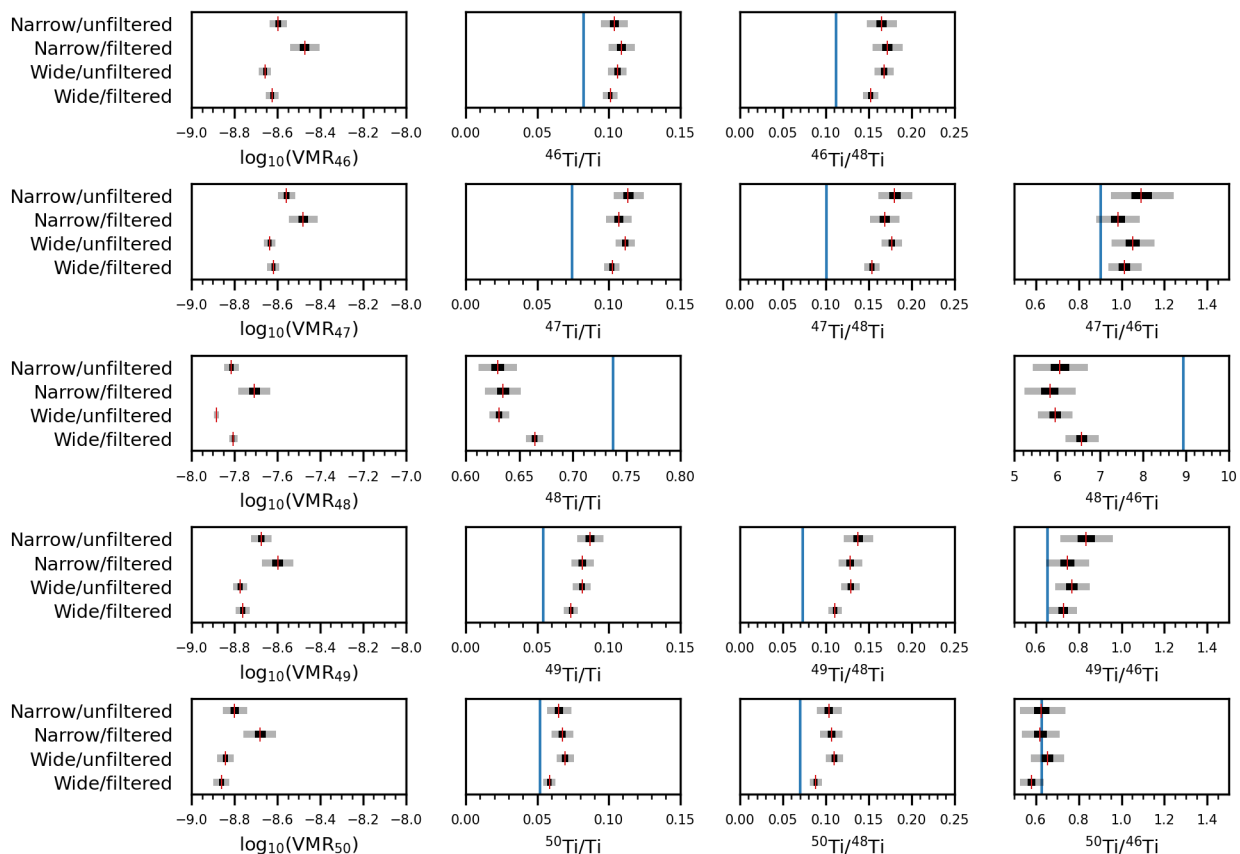 Narrow/unfiltered
Narrow/filtered
Wide/unfiltered
Wide/filtered
−9.0 −8.8 −8.6 −8.4 −8.2 −8.0
log₁₀(VMR₄₆)
0.00 0.05 0.10 0.15
⁴⁶Ti/Ti
0.00 0.05 0.10 0.15 0.20 0.25
⁴⁶Ti/⁴⁸Ti
Narrow/unfiltered
Narrow/filtered
Wide/unfiltered
Wide/filtered
−9.0 −8.8 −8.6 −8.4 −8.2 −8.0
log₁₀(VMR₄₇)
0.00 0.05 0.10 0.15
⁴⁷Ti/Ti
0.00 0.05 0.10 0.15 0.20 0.25
⁴⁷Ti/⁴⁸Ti
0.6 0.8 1.0 1.2 1.4
⁴⁷Ti/⁴⁶Ti
Narrow/unfiltered
Narrow/filtered
Wide/unfiltered
Wide/filtered
−8.0 −7.8 −7.6 −7.4 −7.2 −7.0
log₁₀(VMR₄₈)
0.60 0.65 0.70 0.75 0.80
⁴⁸Ti/Ti
5 6 7 8 9 10
⁴⁸Ti/⁴⁶Ti
Narrow/unfiltered
Narrow/filtered
Wide/unfiltered
Wide/filtered
−9.0 −8.8 −8.6 −8.4 −8.2 −8.0
log₁₀(VMR₄₉)
0.00 0.05 0.10 0.15
⁴⁹Ti/Ti
0.00 0.05 0.10 0.15 0.20 0.25
⁴⁹Ti/⁴⁸Ti
0.6 0.8 1.0 1.2 1.4
⁴⁹Ti/⁴⁶Ti
Narrow/unfiltered
Narrow/filtered
Wide/unfiltered
Wide/filtered
−9.0 −8.8 −8.6 −8.4 −8.2 −8.0
log₁₀(VMR₅₀)
0.00 0.05 0.10 0.15
⁵⁰Ti/Ti
0.00 0.05 0.10 0.15 0.20 0.25
⁵⁰Ti/⁴⁸Ti
0.6 0.8 1.0 1.2 1.4
⁵⁰Ti/⁴⁶Ti